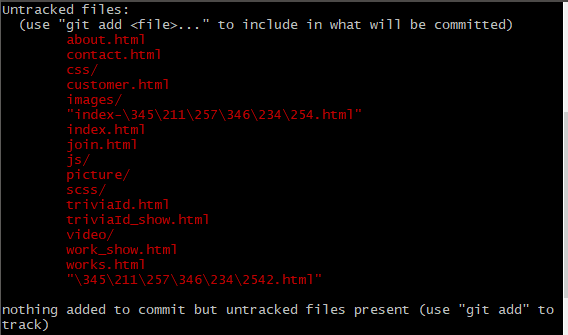 Untracked files:
(use "git add <file>..." to include in what will be committed)
about.html
contact.html
css/
customer.html
images/
"index-\345\211\257\346\234\254.html"
index.html
join.html
js/
picture/
scss/
triviaId.html
triviaId_show.html
video/
work_show.html
works.html
"\345\211\257\346\234\2542.html"
nothing added to commit but untracked files present (use "git add" to
track)